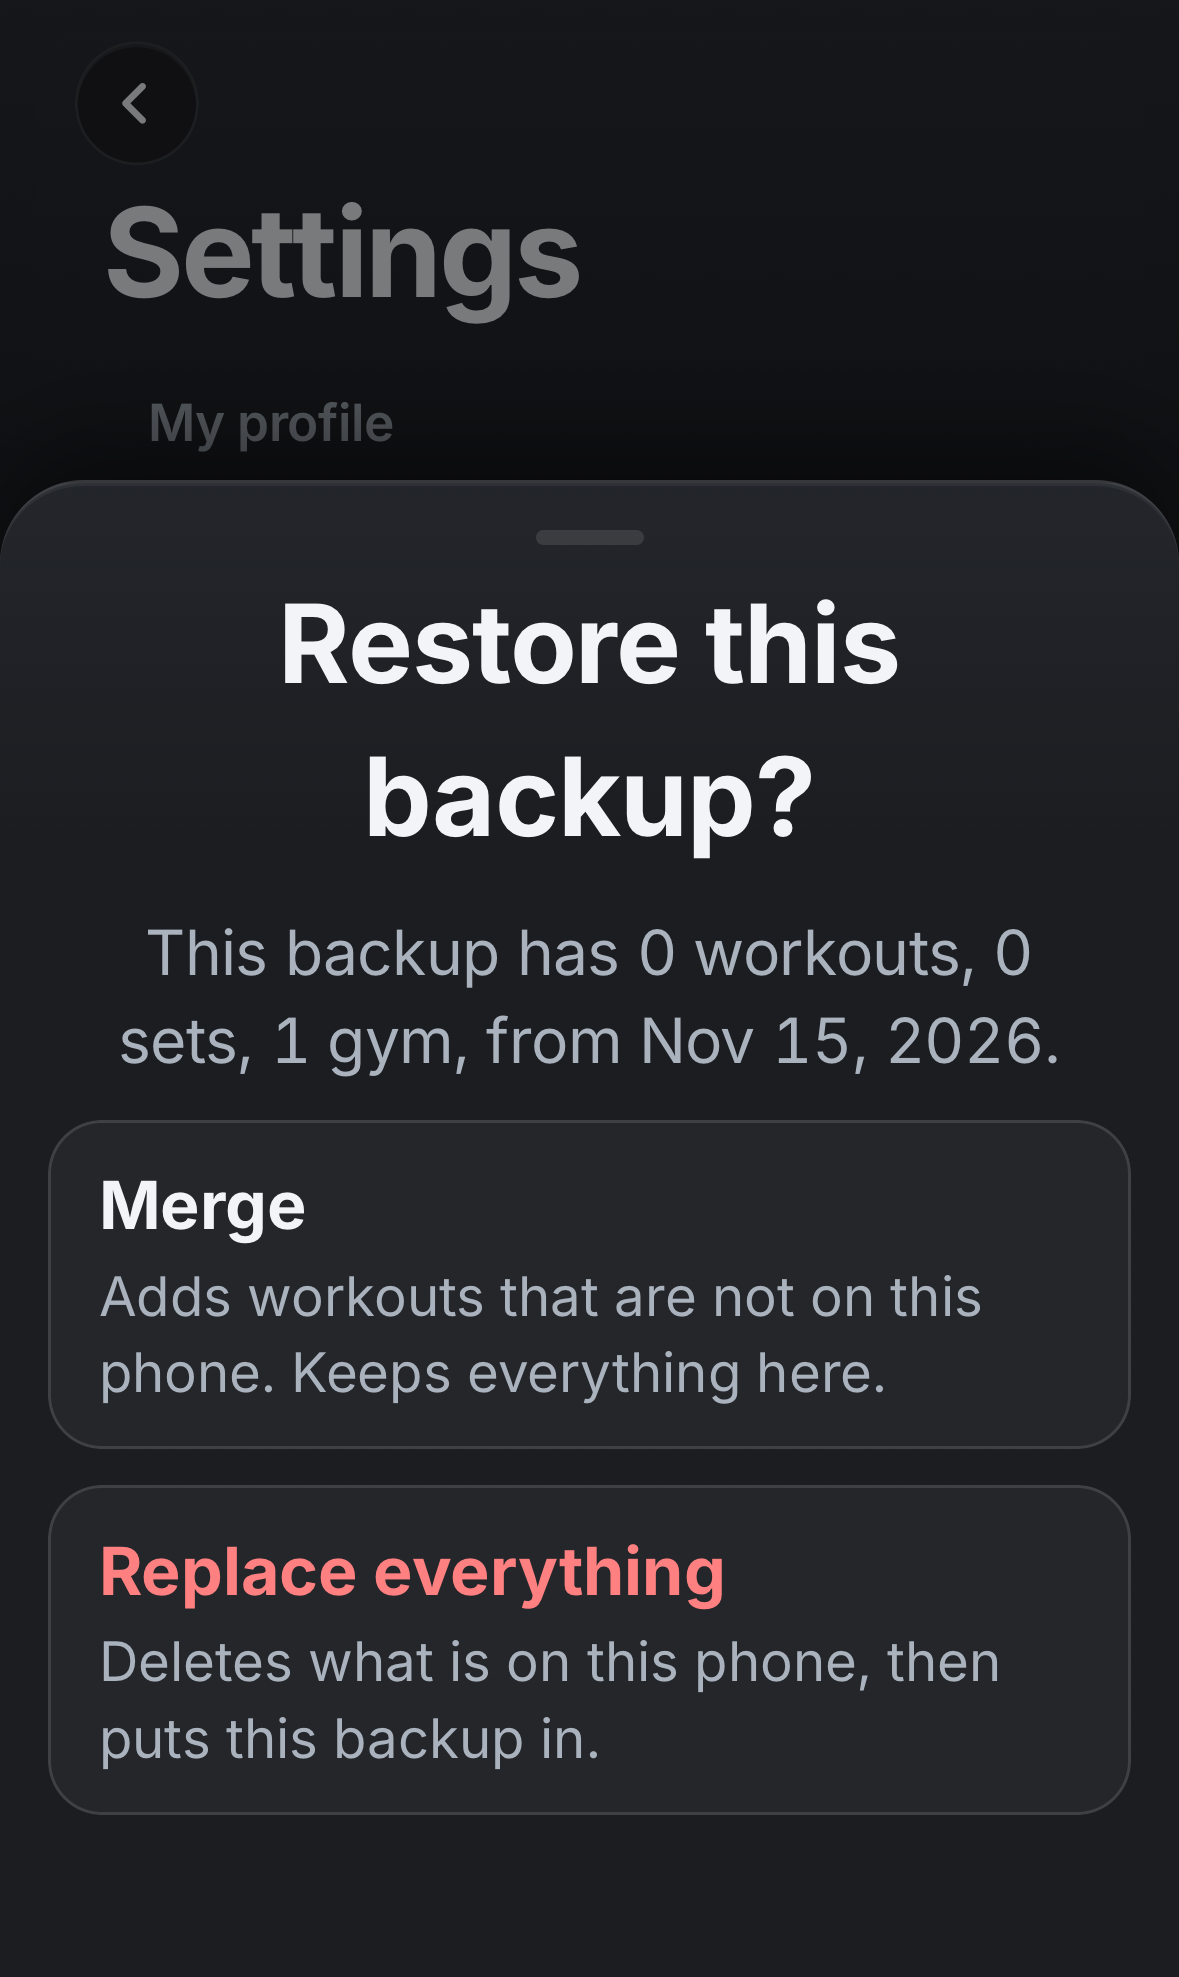 Settings
My profile
Restore this
backup?
This backup has 0 workouts, 0
sets, 1 gym, from Nov 15, 2026.
Merge
Adds workouts that are not on this
phone. Keeps everything here.
Replace everything
Deletes what is on this phone, then
puts this backup in.